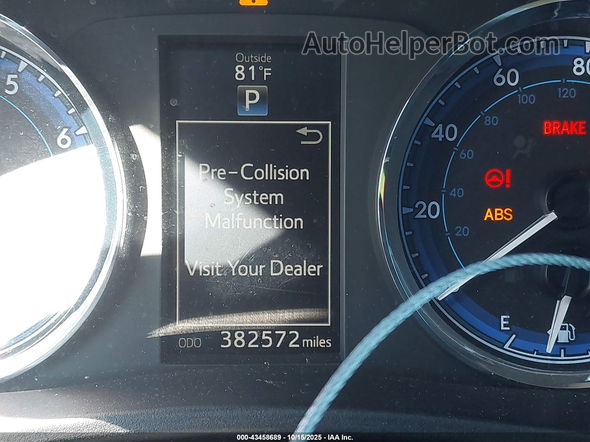 AutoHelperBot.com
Outside
81°F
P
Pre-Collision
System
Malfunction
Visit Your Dealer
ODO 382572 miles
5
6
80
60
40
20
120
100
80
60
40
20
BRAKE
ABS
E
000-43458689 - 10/15/2025 - IAA Inc.